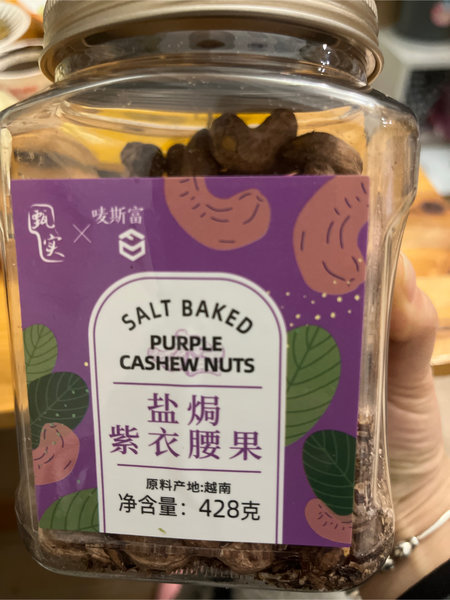 甄实 × 唛斯富
SALT BAKED
PURPLE
CASHEW NUTS
盐焗
紫衣腰果
原料产地:越南
净含量：428克